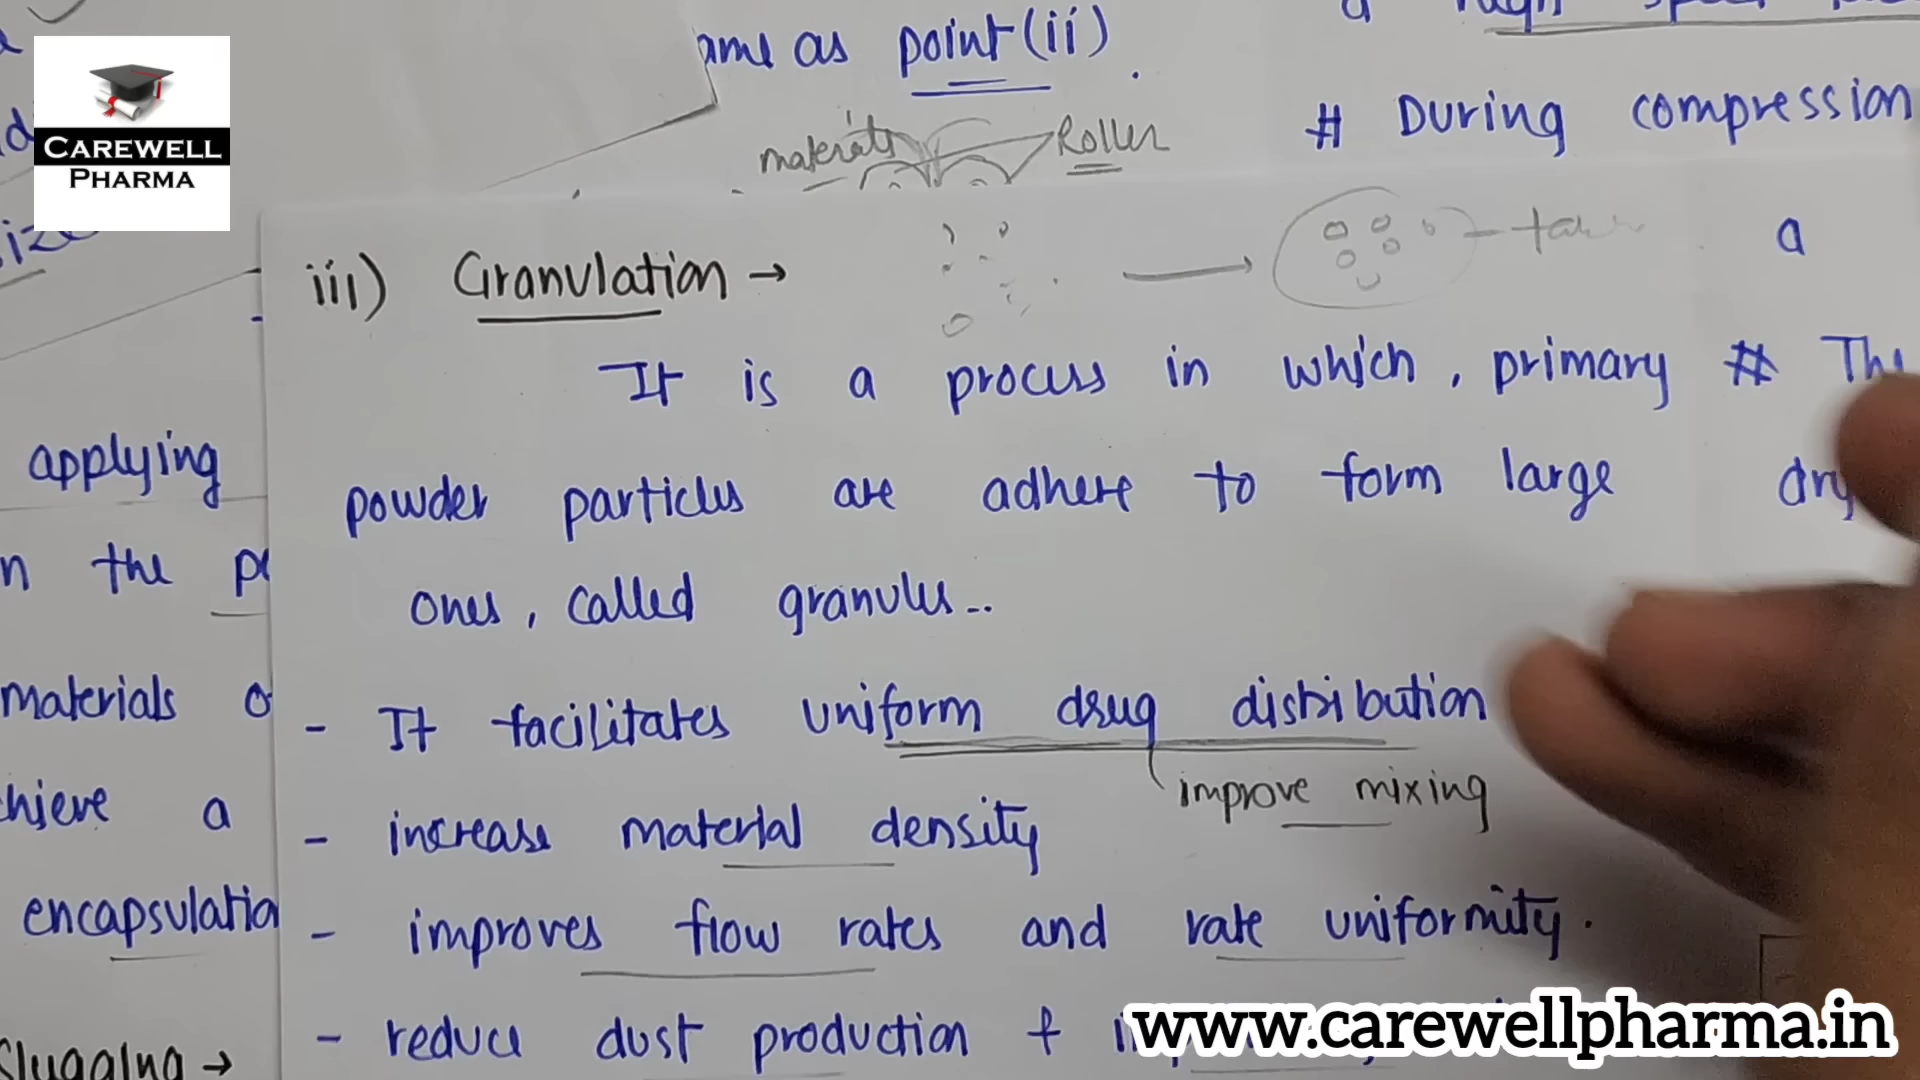 CAREWELL
PHARMA
ame as point(ii)
materials
Roller
# During compression
iii) Granulation →
a
It is a process in which, primary
# Th
powder particles are adhere to form large
dry
ones, called granules..
- It facilitates uniform drug distribution
improve mixing
- increase material density
- improves flow rates and rate uniformity.
- reduce dust production +
applying
n the
materials
chieve a
encapsulatio
Slugging →
www.carewellpharma.in